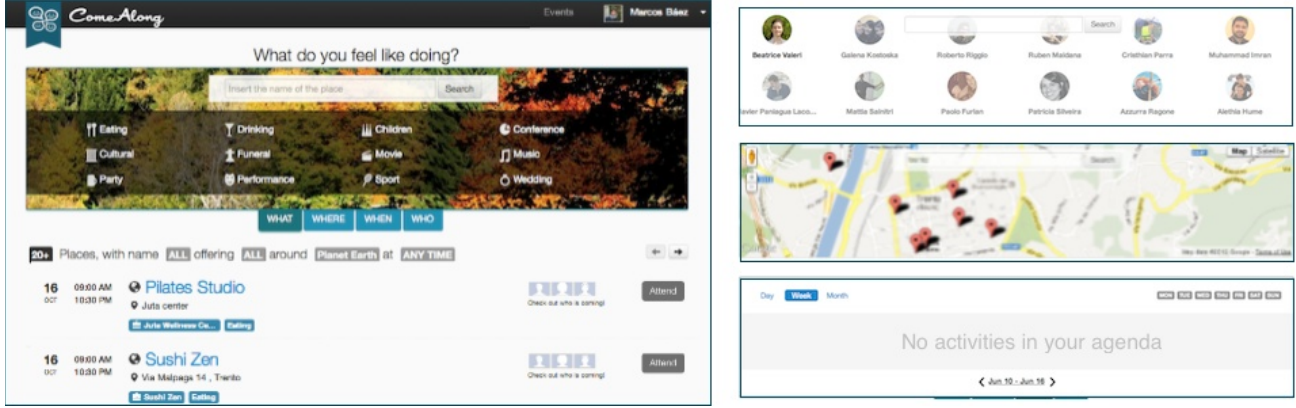 ComeAlong
Events Marcos Báez
What do you feel like doing?
Insert the name of the place Search
Eating Drinking Children Conference
Cultural Funeral Movie Music
Party Performance Sport Wedding
WHAT WHERE WHEN WHO
20+ Places, with name ALL offering ALL around Planet Earth at ANY TIME
16 09:00 AM Pilates Studio
OCT 10:30 PM Juta center
Check out who is coming!
Attend
Juta Wellness Ce... Eating
16 09:00 AM Sushi Zen
OCT 10:30 PM Via Malpaga 14 , Trento
Check out who is coming!
Attend
Sushi Zen Eating
Search
Beatrice Valeri Galena Kostoska Roberto Riggio Ruben Maldana Cristhian Parra Muhammad Imran
avier Paniagua Laco... Mattia Salnitri Paolo Furlan Patricia Silveira Azzurra Ragone Alethia Hume
Search
Map Satellite
Trento
Terms of Use
Day Week Month
MON TUE WED THU FRI SAT SUN
No activities in your agenda
Jun 10 - Jun 16